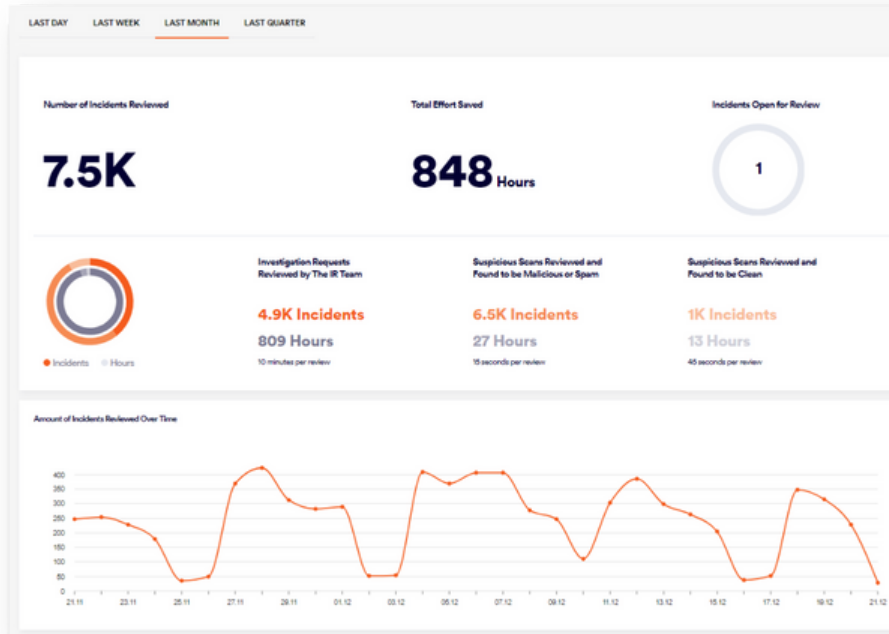 LAST DAY LAST WEEK LAST MONTH LAST QUARTER
Number of Incidents Reviewed
7.5K
Total Effort Saved
848 Hours
Incidents Open for Review
1
Incidents Hours
Investigation Requests
Reviewed by The IR Team
4.9K Incidents
809 Hours
10 minutes per review
Suspicious Scans Reviewed and
Found to be Malicious or Spam
6.5K Incidents
27 Hours
15 seconds per review
Suspicious Scans Reviewed and
Found to be Clean
1K Incidents
13 Hours
45 seconds per review
Amount of Incidents Reviewed Over Time
400
350
300
250
200
150
100
50
0
21.11 23.11 25.11 27.11 29.11 01.12 03.12 05.12 07.12 09.12 11.12 13.12 15.12 17.12 19.12 21.12